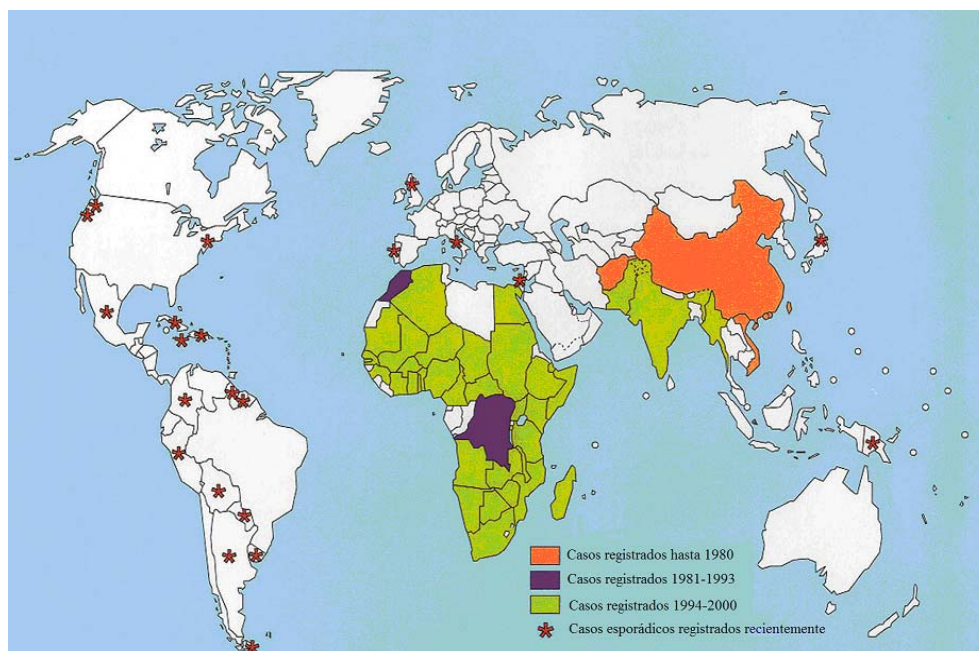 Casos registrados hasta 1980
Casos registrados 1981-1993
Casos registrados 1994-2000
Casos esporádicos registrados recientemente